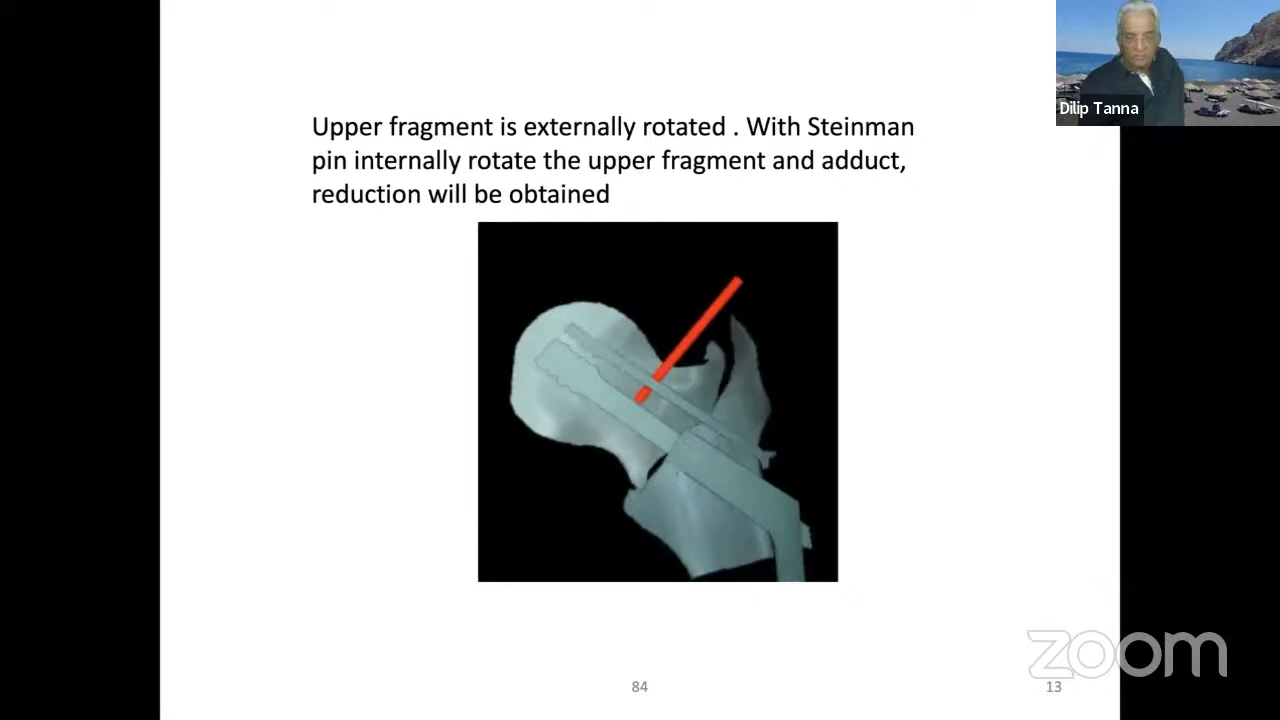 Dilip Tanna
Upper fragment is externally rotated . With Steinman
pin internally rotate the upper fragment and adduct,
reduction will be obtained
zoom
84
13